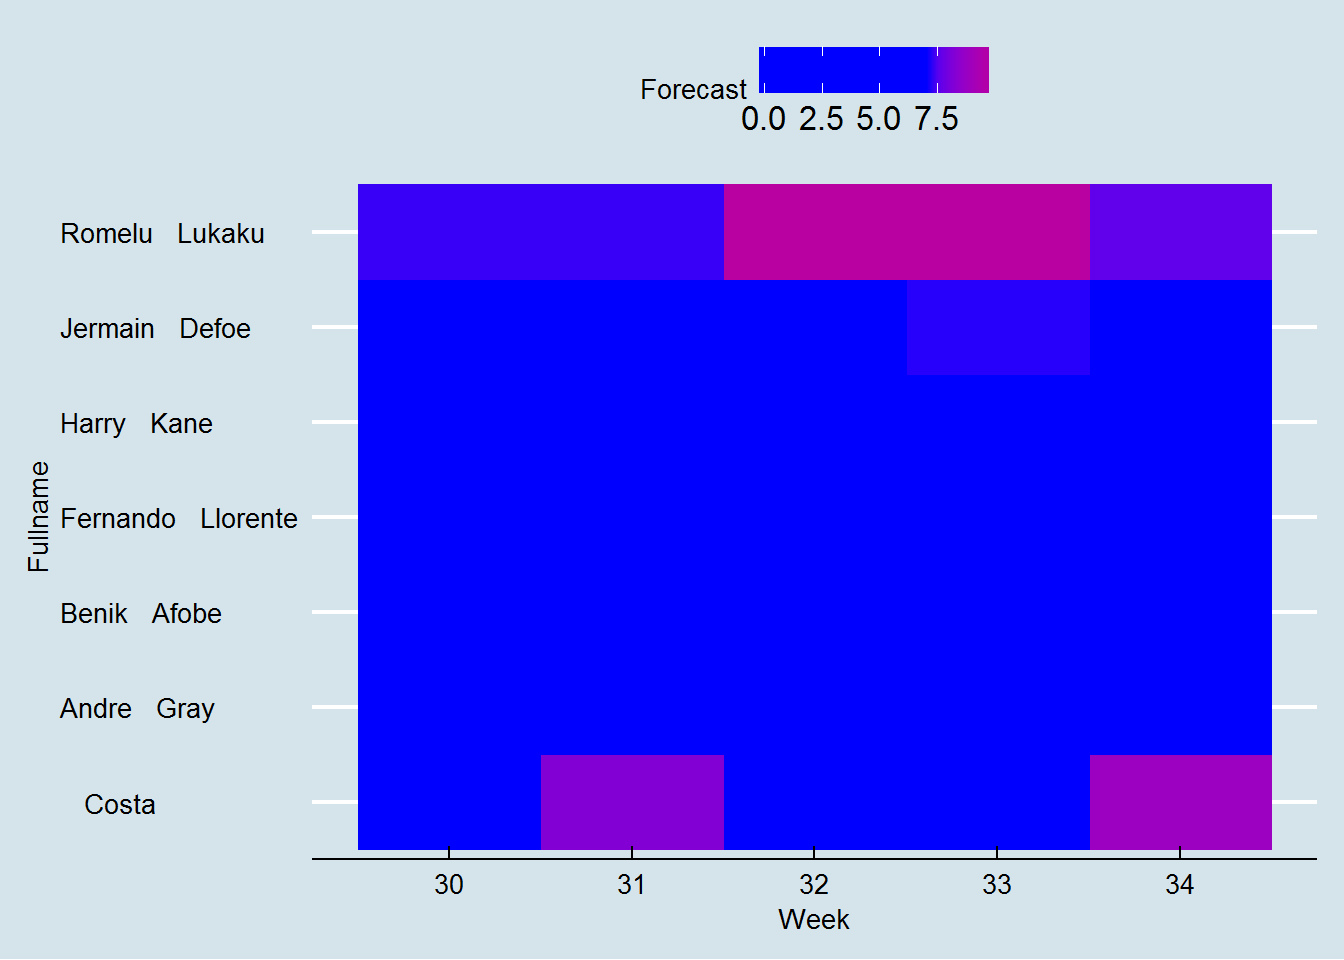 Forecast
0.0 2.5 5.0 7.5
Romelu Lukaku
Jermain Defoe
Harry Kane
Fernando Llorente
Benik Afobe
Andre Gray
Costa
Fullname
30 31 32 33 34
Week